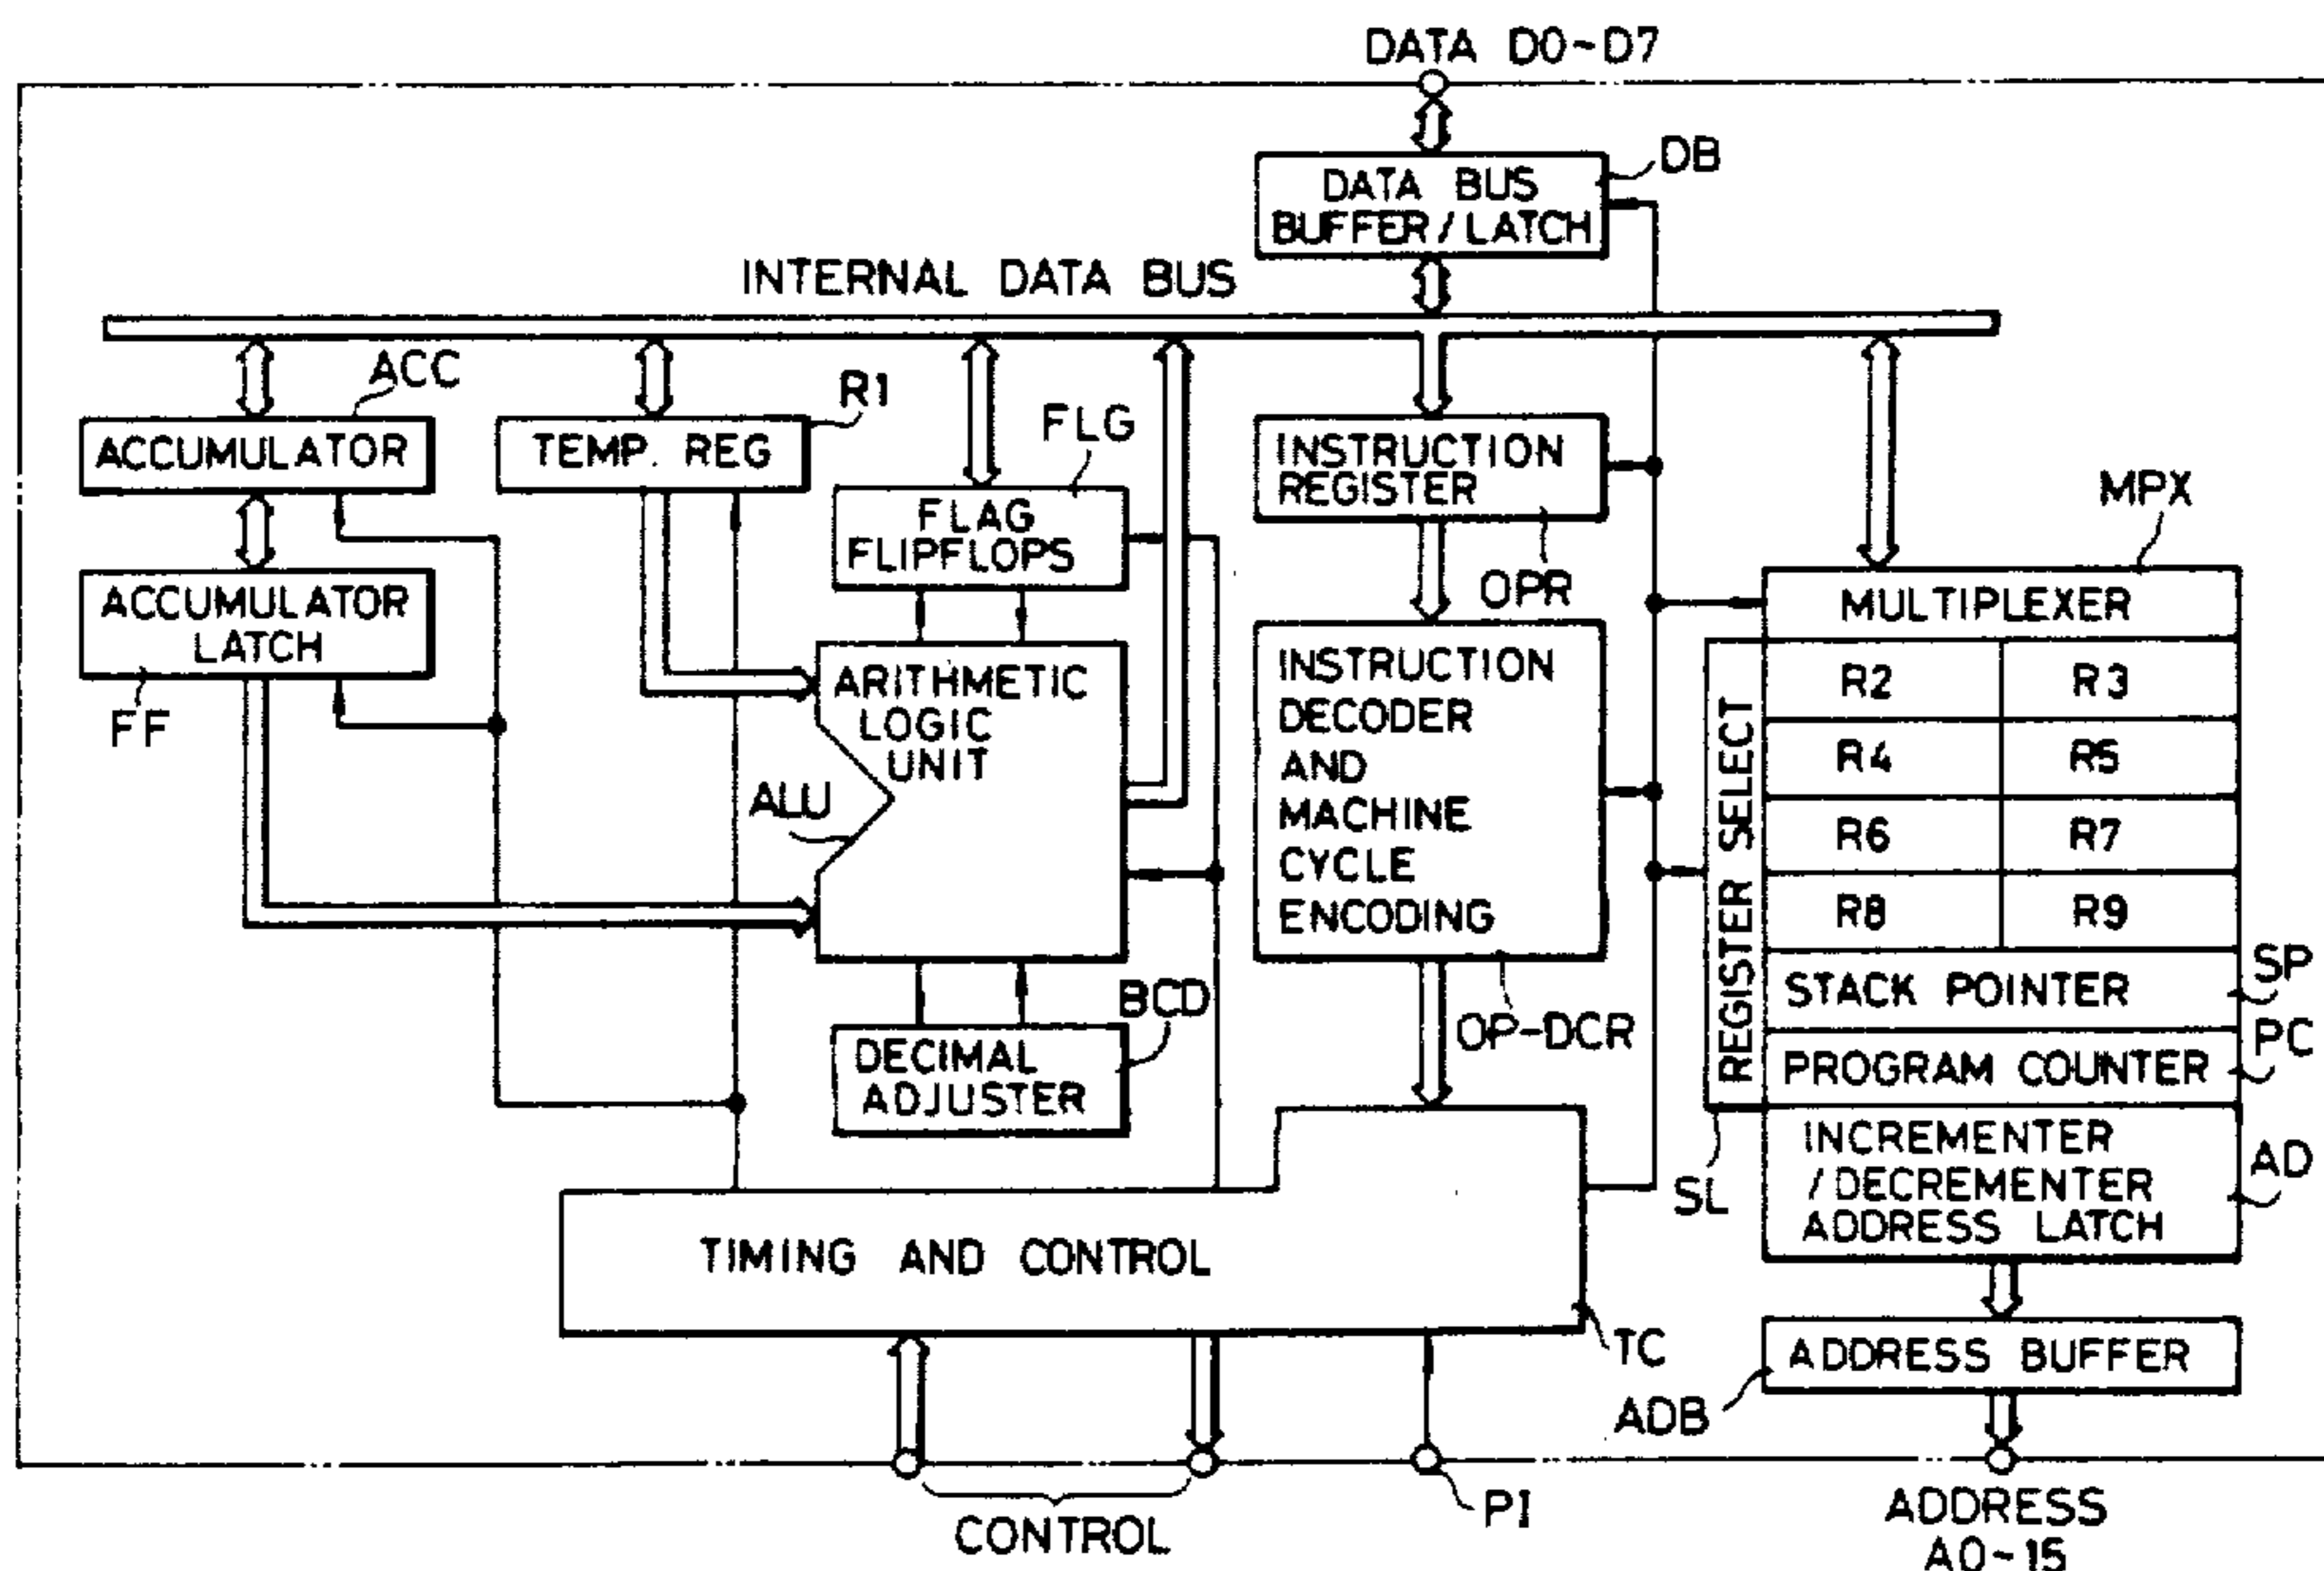 DATA D0~D7
DATA BUS
BUFFER/LATCH
DB
INTERNAL DATA BUS
ACC
ACCUMULATOR
R1
TEMP. REG
FLG
FLAG
FLIPFLOPS
INSTRUCTION
REGISTER
OPR
MPX
MULTIPLEXER
ACCUMULATOR
LATCH
FF
ARITHMETIC
LOGIC
UNIT
ALU
INSTRUCTION
DECODER
AND
MACHINE
CYCLE
ENCODING
OP-DCR
REGISTER SELECT
R2
R3
R4
R5
R6
R7
R8
R9
STACK POINTER
SP
PROGRAM COUNTER
PC
BCD
DECIMAL
ADJUSTER
INCREMENTER
/DECREMENTER
ADDRESS LATCH
AD
SL
TIMING AND CONTROL
TC
ADDRESS BUFFER
ADB
CONTROL
PI
ADDRESS
A0~15